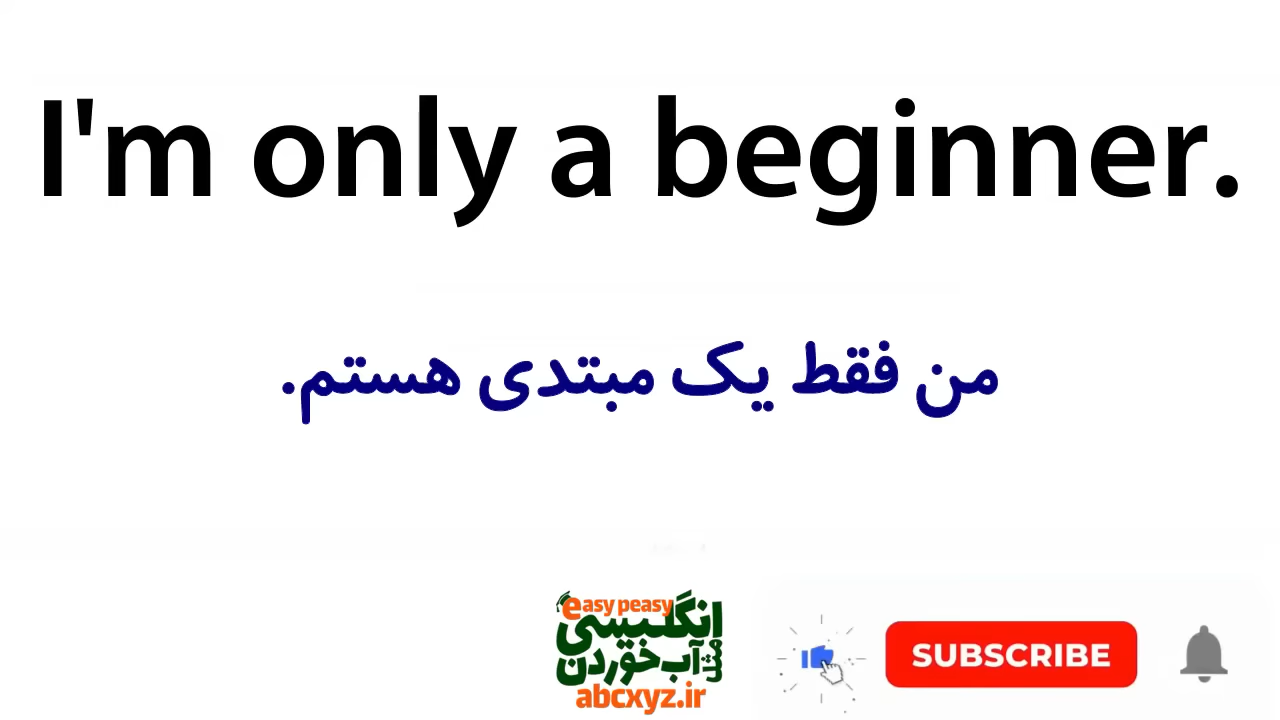 I'm only a beginner.
من فقط یک مبتدی هستم.
easy peasy
انگلیسی
مثل آب خوردن
abcxyz.ir
SUBSCRIBE